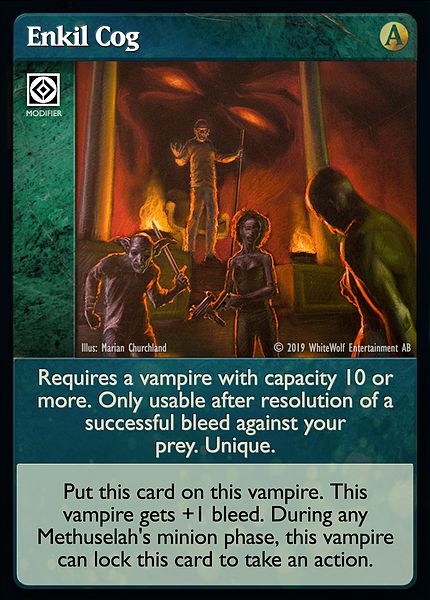 Enkil Cog
A
MODIFIER
Illus: Marian Churchland
© 2019 WhiteWolf Entertainment AB
Requires a vampire with capacity 10 or
more. Only usable after resolution of a
successful bleed against your
prey. Unique.
Put this card on this vampire. This
vampire gets +1 bleed. During any
Methuselah's minion phase, this vampire
can lock this card to take an action.